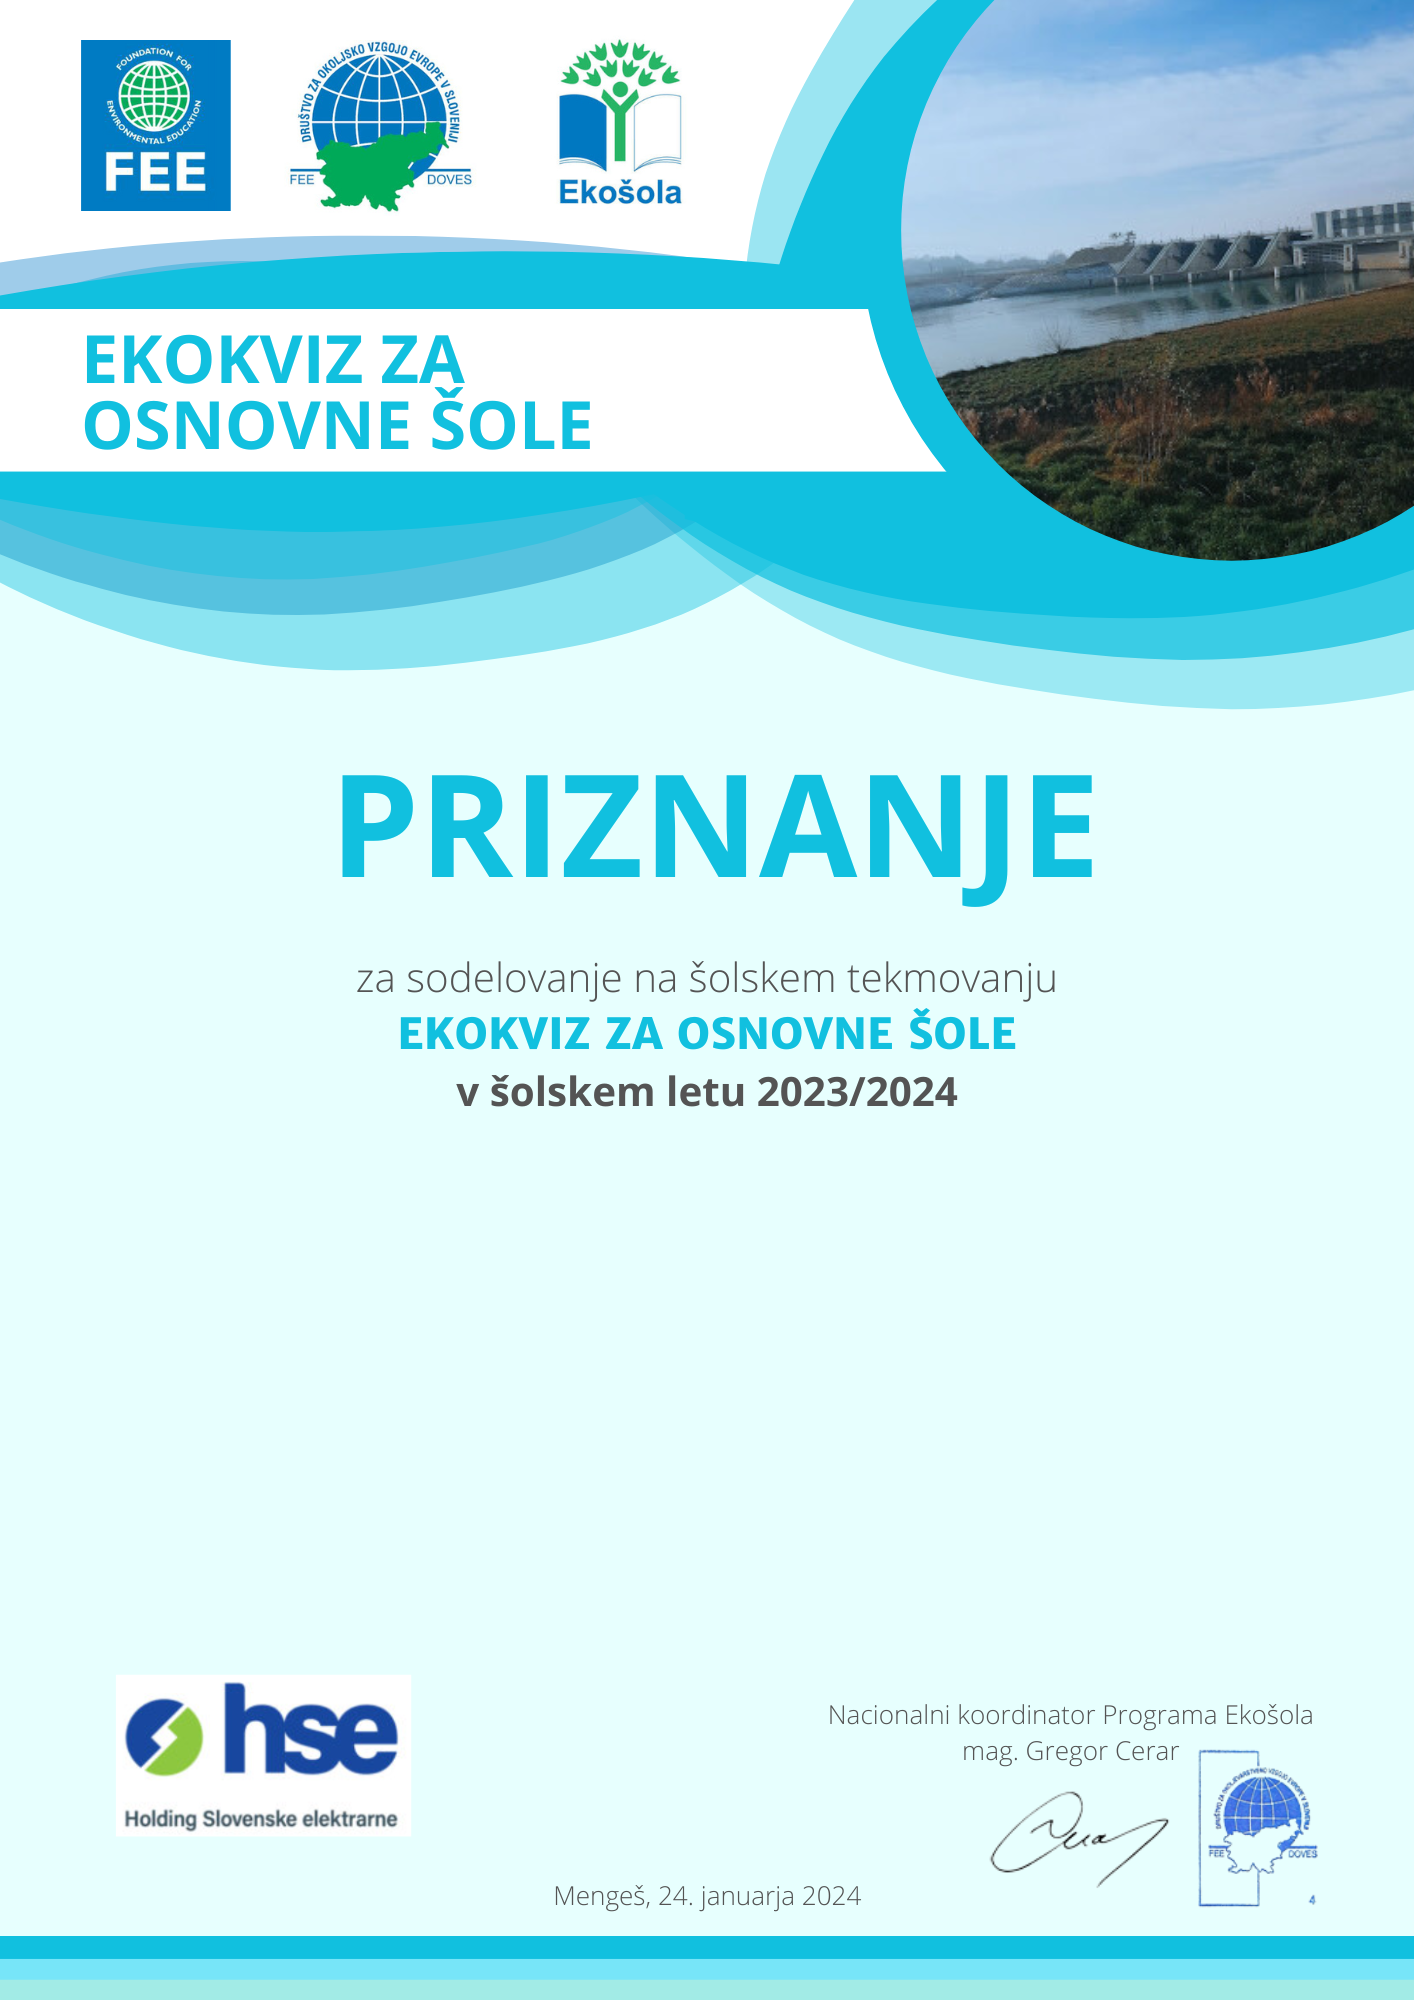 FOUNDATION FOR
ENVIRONMENTAL EDUCATION
FEE
DRUŠTVO ZA OKOLJSKO VZGOJO EVROPE V SLOVENIJI
FEE DOVES
Ekošola
EKOKVIZ ZA
OSNOVNE ŠOLE
PRIZNANJE
za sodelovanje na šolskem tekmovanju
EKOKVIZ ZA OSNOVNE ŠOLE
v šolskem letu 2023/2024
hse
Holding Slovenske elektrarne
Nacionalni koordinator Programa Ekošola
mag. Gregor Cerar
FEE DOVES
4
Mengeš, 24. januarja 2024